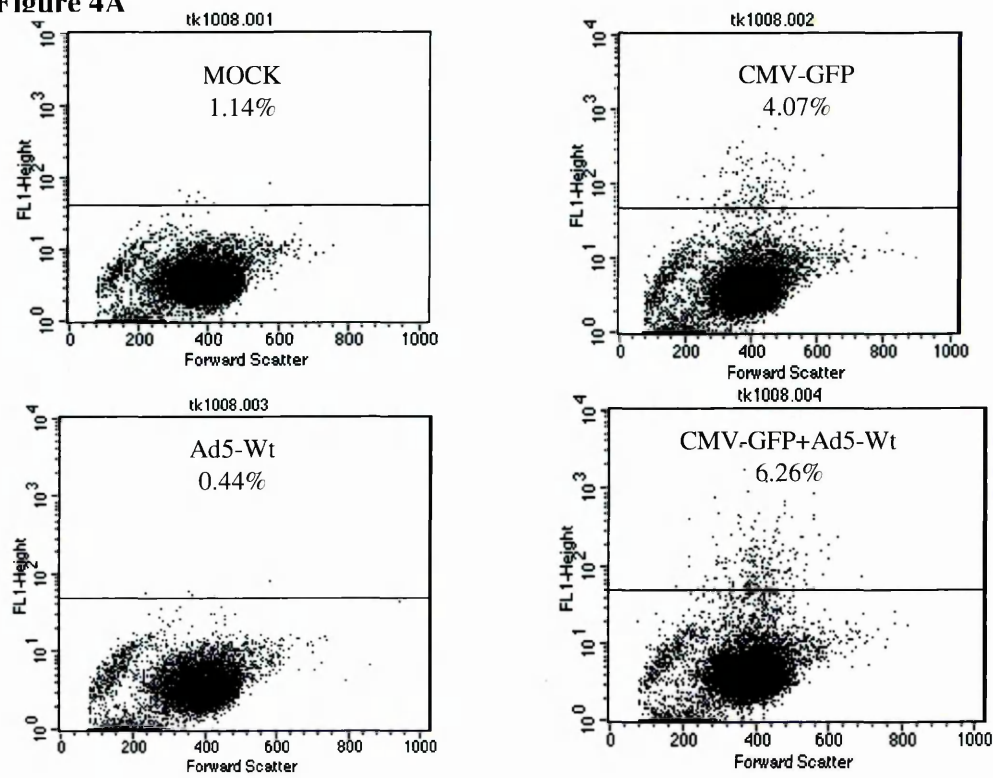 Figure 4A
tk1008.001
MOCK
1.14%
10^4
10^3
10^2
10^1
10^0
FL1-Height
0 200 400 600 800 1000
Forward Scatter
tk1008.002
CMV-GFP
4.07%
10^4
10^3
10^2
10^1
10^0
FL1-Height
0 200 400 600 800 1000
Forward Scatter
tk1008.003
Ad5-Wt
0.44%
10^4
10^3
10^2
10^1
10^0
FL1-Height
0 200 400 600 800 1000
Forward Scatter
tk1008.004
CMV-GFP+Ad5-Wt
6.26%
10^4
10^3
10^2
10^1
10^0
FL1-Height
0 200 400 600 800 1000
Forward Scatter